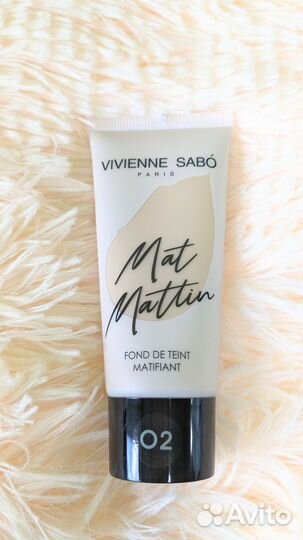 VIVIENNE SABÓ
PARIS
Mat
Mattin
FOND DE TEINT
MATIFIANT
02
Avito